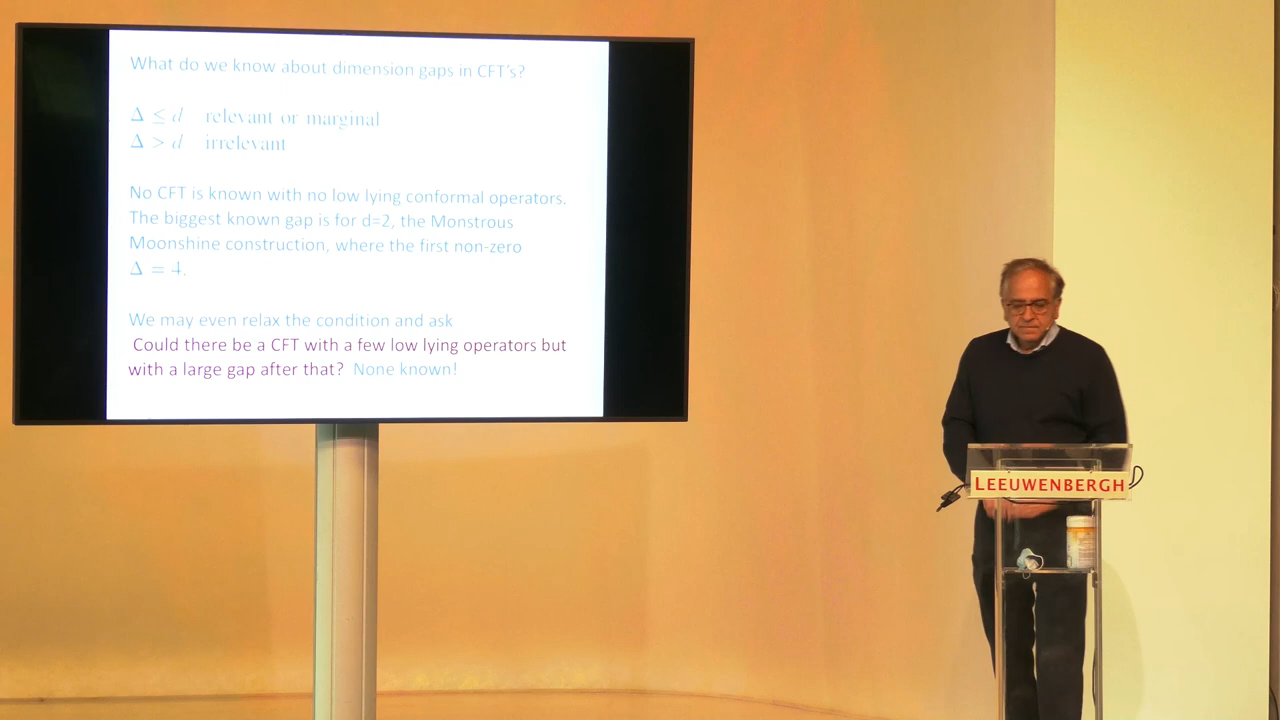 What do we know about dimension gaps in CFT's?
Δ ≤ d relevant or marginal
Δ > d irrelevant
No CFT is known with no low lying conformal operators.
The biggest known gap is for d=2, the Monstrous
Moonshine construction, where the first non-zero
Δ = 4.
We may even relax the condition and ask
Could there be a CFT with a few low lying operators but
with a large gap after that? None known!
LEEUWENBERGH